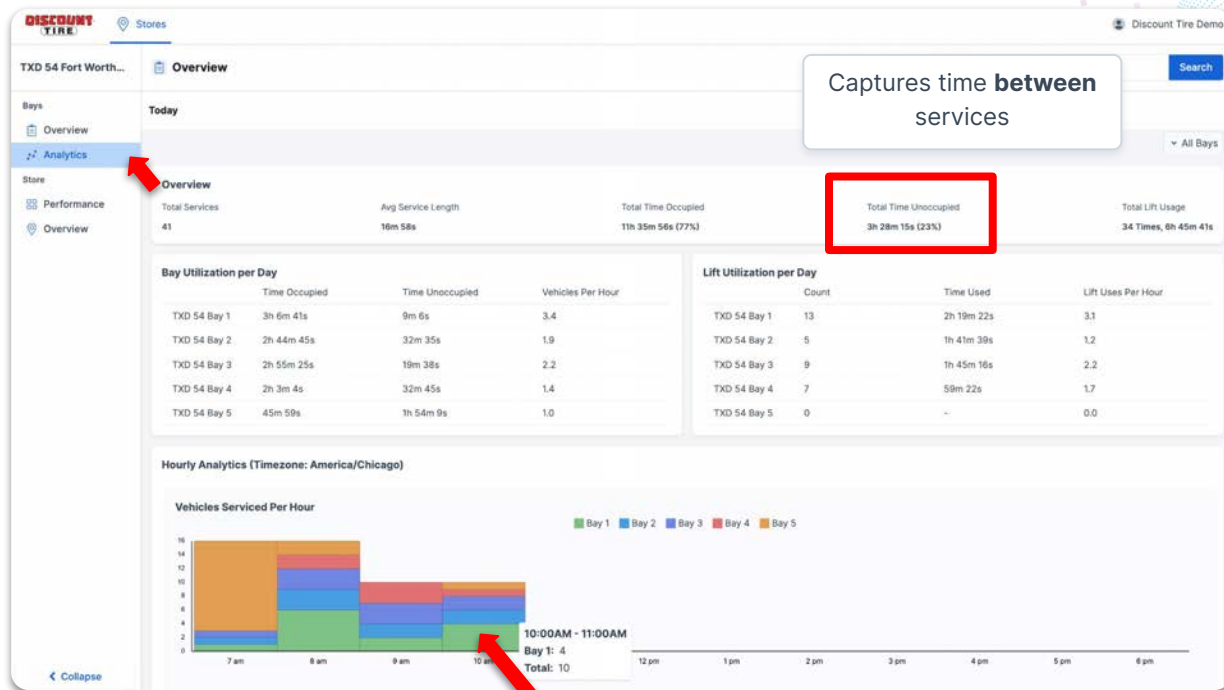 DISCOUNT TIRE
Stores
Discount Tire Demo
TXD 54 Fort Worth...
Overview
Search
Captures time between
services
Bays
Overview
Analytics
Store
Performance
Overview
Collapse
Today
All Bays
Overview
Total Services Avg Service Length Total Time Occupied Total Time Unoccupied Total Lift Usage
41 16m 58s 11h 35m 56s (77%) 3h 28m 15s (23%) 34 Times, 6h 45m 41s
Bay Utilization per Day
Time Occupied Time Unoccupied Vehicles Per Hour
TXD 54 Bay 1 3h 6m 41s 9m 6s 3.4
TXD 54 Bay 2 2h 44m 45s 32m 35s 1.9
TXD 54 Bay 3 2h 55m 25s 19m 38s 2.2
TXD 54 Bay 4 2h 3m 4s 32m 45s 1.4
TXD 54 Bay 5 45m 59s 1h 54m 9s 1.0
Lift Utilization per Day
Count Time Used Lift Uses Per Hour
TXD 54 Bay 1 13 2h 19m 22s 3.1
TXD 54 Bay 2 5 1h 41m 39s 1.2
TXD 54 Bay 3 9 1h 45m 16s 2.2
TXD 54 Bay 4 7 59m 22s 1.7
TXD 54 Bay 5 0 - 0.0
Hourly Analytics (Timezone: America/Chicago)
Vehicles Serviced Per Hour
Bay 1 Bay 2 Bay 3 Bay 4 Bay 5
16
14
12
10
8
6
4
2
0
7 am 8 am 9 am 10 am 12 pm 1 pm 2 pm 3 pm 4 pm 5 pm 6 pm
10:00AM - 11:00AM
Bay 1: 4
Total: 10